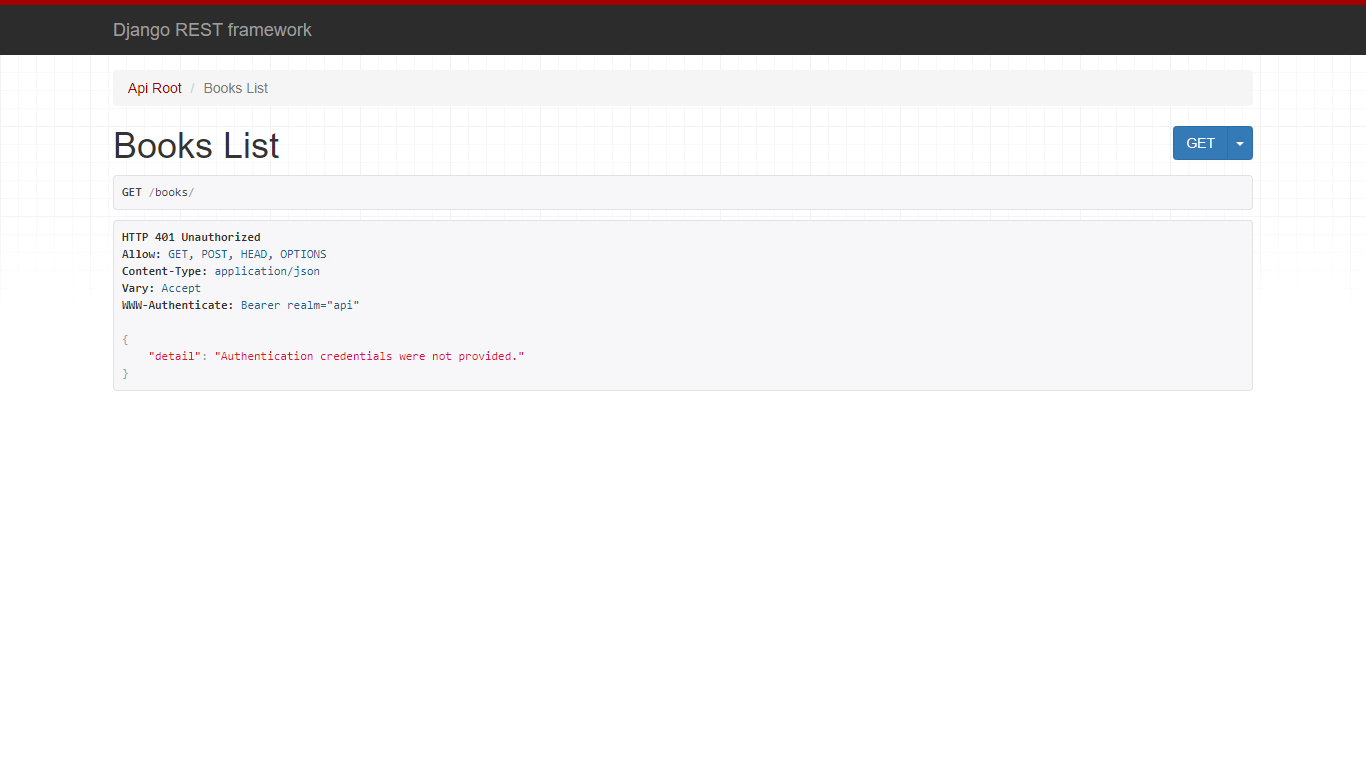 Django REST framework
Api Root / Books List
Books List
GET
GET /books/
HTTP 401 Unauthorized
Allow: GET, POST, HEAD, OPTIONS
Content-Type: application/json
Vary: Accept
WWW-Authenticate: Bearer realm="api"
{
    "detail": "Authentication credentials were not provided."
}